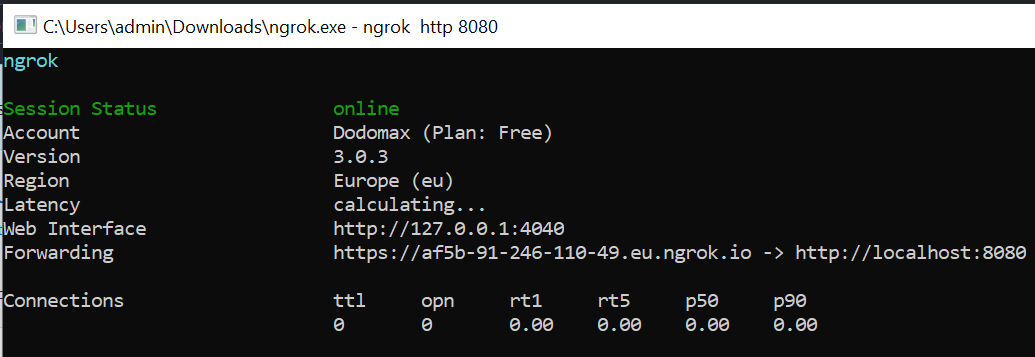 C:\Users\admin\Downloads\ngrok.exe - ngrok  http 8080
ngrok
Session Status                online
Account                       Dodomax (Plan: Free)
Version                       3.0.3
Region                        Europe (eu)
Latency                       calculating...
Web Interface                 http://127.0.0.1:4040
Forwarding                    https://af5b-91-246-110-49.eu.ngrok.io -> http://localhost:8080
Connections                   ttl     opn     rt1     rt5     p50     p90
                              0       0       0.00    0.00    0.00    0.00